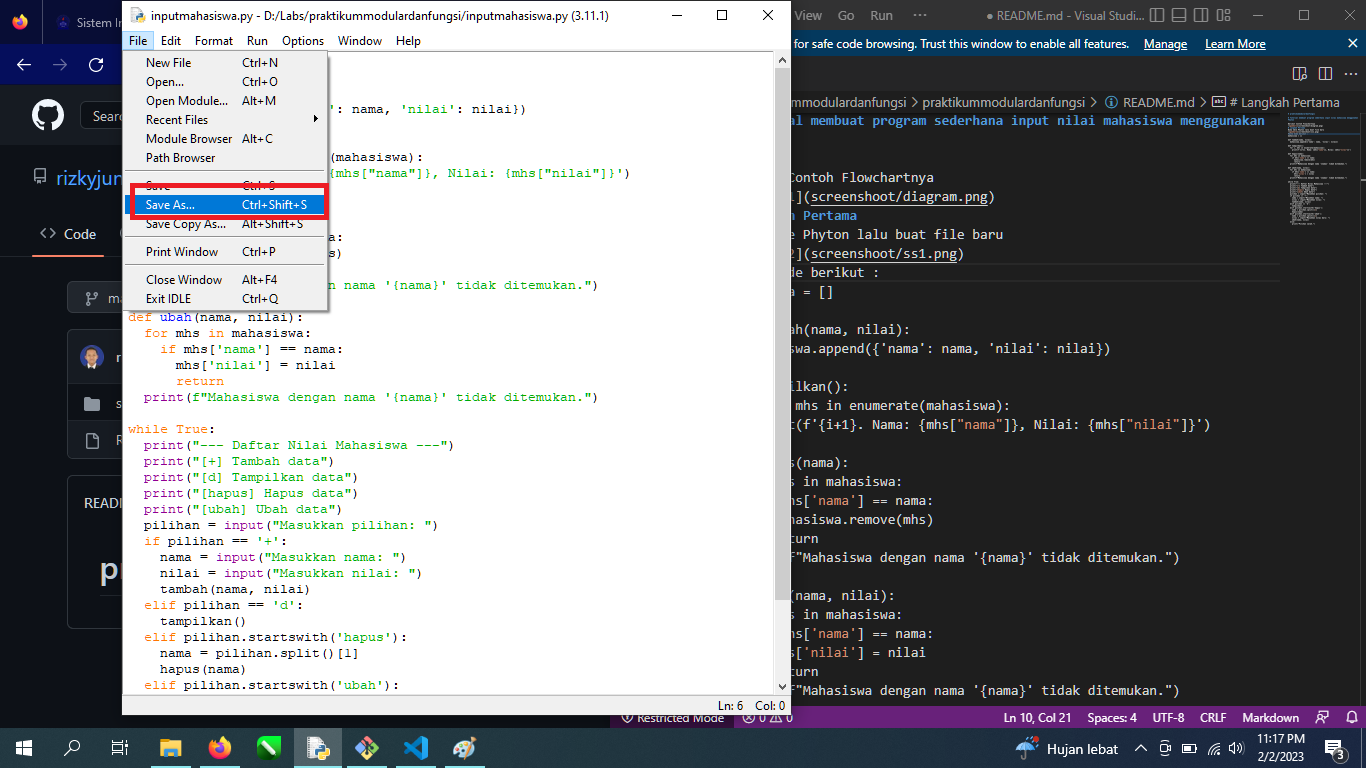 Sistem In
inputmahasiswa.py - D:/Labs/praktikummodulardanfungsi/inputmahasiswa.py (3.11.1)
View Go Run ···
● README.md - Visual Studi...
File Edit Format Run Options Window Help
for safe code browsing. Trust this window to enable all features. Manage Learn More
New File Ctrl+N
Open... Ctrl+O
Open Module... Alt+M
Recent Files
Module Browser Alt+C
Path Browser
Save Ctrl+S
Save As... Ctrl+Shift+S
Save Copy As... Alt+Shift+S
Print Window Ctrl+P
Close Window Alt+F4
Exit IDLE Ctrl+Q
Sear
rizkyjun
Code
ma
r
s
R
READ
p
': nama, 'nilai': nilai})
(mahasiswa):
{mhs["nama"]}, Nilai: {mhs["nilai"]}')
a:
s)
n nama '{nama}' tidak ditemukan.")
def ubah(nama, nilai):
for mhs in mahasiswa:
if mhs['nama'] == nama:
mhs['nilai'] = nilai
return
print(f"Mahasiswa dengan nama '{nama}' tidak ditemukan.")
while True:
print("--- Daftar Nilai Mahasiswa ---")
print("[+] Tambah data")
print("[d] Tampilkan data")
print("[hapus] Hapus data")
print("[ubah] Ubah data")
pilihan = input("Masukkan pilihan: ")
if pilihan == '+':
nama = input("Masukkan nama: ")
nilai = input("Masukkan nilai: ")
tambah(nama, nilai)
elif pilihan == 'd':
tampilkan()
elif pilihan.startswith('hapus'):
nama = pilihan.split()[1]
hapus(nama)
elif pilihan.startswith('ubah'):
Ln: 6 Col: 0
mmodulardanfungsi > praktikummodulardanfungsi > README.md > # Langkah Pertama
al membuat program sederhana input nilai mahasiswa menggunakan
Contoh Flowchartnya
1](screenshoot/diagram.png)
h Pertama
e Phyton lalu buat file baru
2](screenshoot/ss1.png)
de berikut :
a = []
ah(nama, nilai):
swa.append({'nama': nama, 'nilai': nilai})
ilkan():
mhs in enumerate(mahasiswa):
t(f'{i+1}. Nama: {mhs["nama"]}, Nilai: {mhs["nilai"]}')
s(nama):
s in mahasiswa:
hs['nama'] == nama:
hasiswa.remove(mhs)
turn
f"Mahasiswa dengan nama '{nama}' tidak ditemukan.")
(nama, nilai):
s in mahasiswa:
hs['nama'] == nama:
s['nilai'] = nilai
turn
f"Mahasiswa dengan nama '{nama}' tidak ditemukan.")
Restricted Mode 0 0 Ln 10, Col 21 Spaces: 4 UTF-8 CRLF Markdown
Hujan lebat
11:17 PM
2/2/2023
3